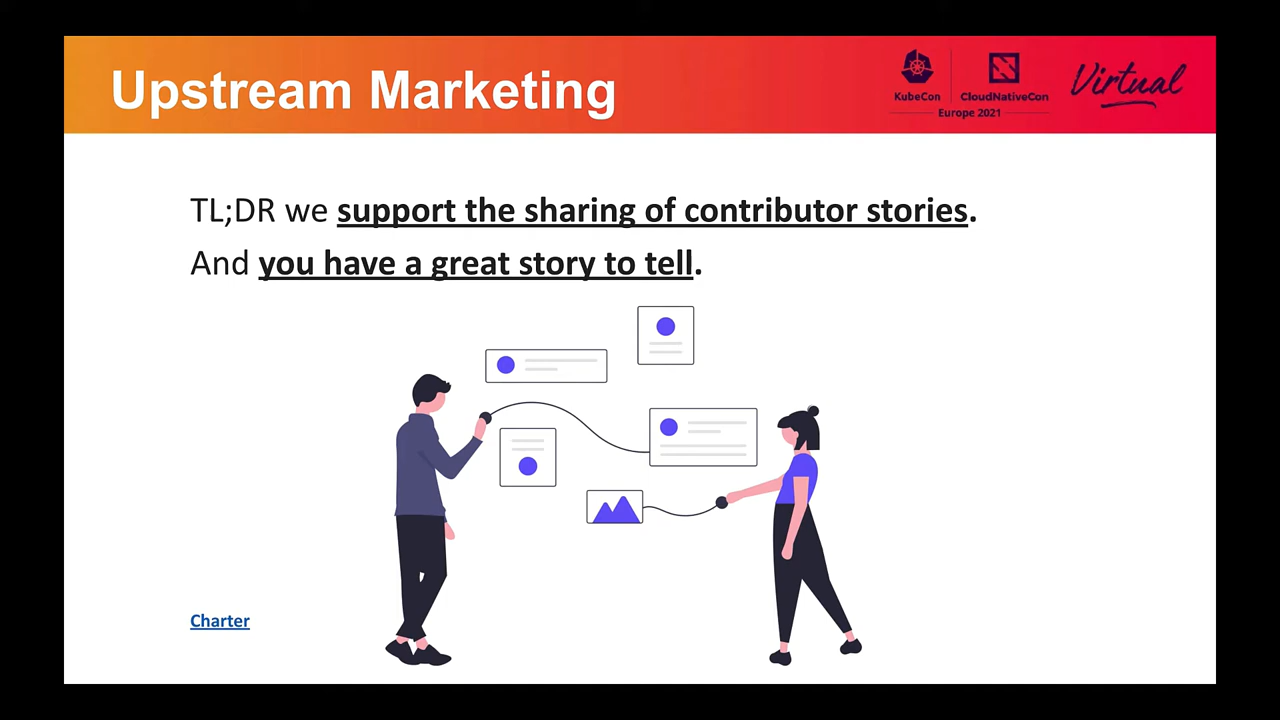 Upstream Marketing
KubeCon
CloudNativeCon
Europe 2021
Virtual
TL;DR we support the sharing of contributor stories.
And you have a great story to tell.
Charter